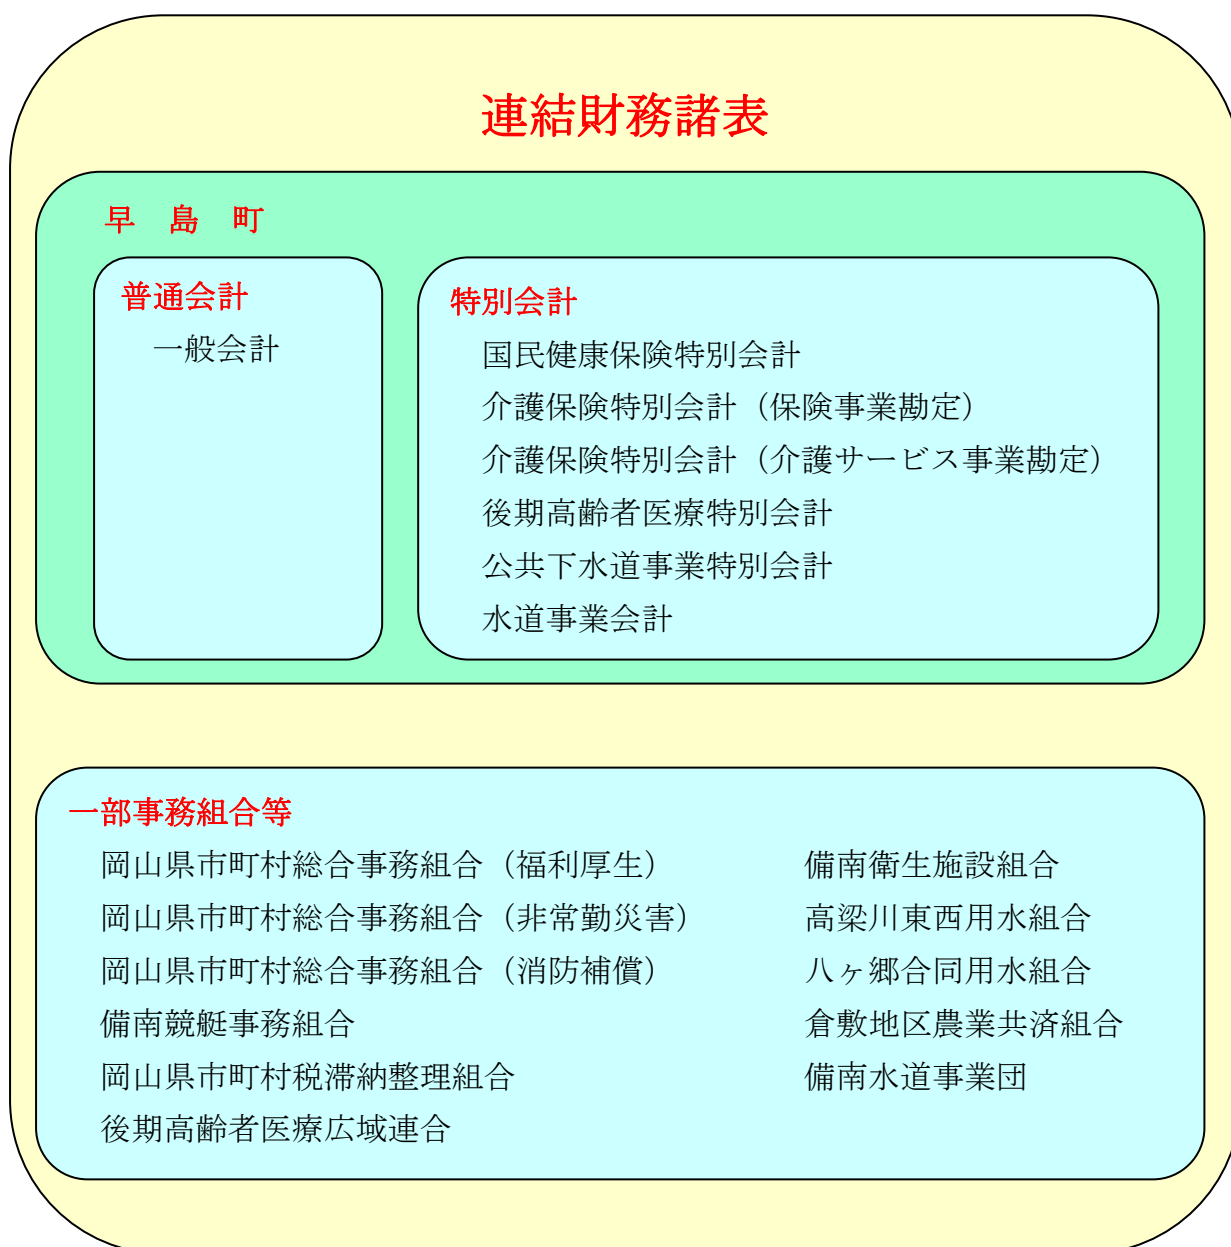 連結財務諸表
早 島 町
普通会計
一般会計
特別会計
国民健康保険特別会計
介護保険特別会計（保険事業勘定）
介護保険特別会計（介護サービス事業勘定）
後期高齢者医療特別会計
公共下水道事業特別会計
水道事業会計
一部事務組合等
岡山県市町村総合事務組合（福利厚生）
岡山県市町村総合事務組合（非常勤災害）
岡山県市町村総合事務組合（消防補償）
備南競艇事務組合
岡山県市町村税滞納整理組合
後期高齢者医療広域連合
備南衛生施設組合
高梁川東西用水組合
八ヶ郷合同用水組合
倉敷地区農業共済組合
備南水道事業団